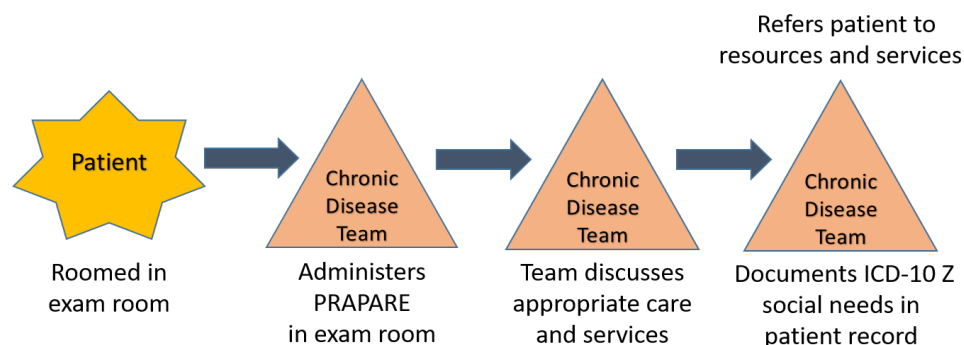 Refers patient to
resources and services
Patient
Chronic
Disease
Team
Chronic
Disease
Team
Chronic
Disease
Team
Roomed in
exam room
Administers
PRAPARE
in exam room
Team discusses
appropriate care
and services
Documents ICD-10 Z
social needs in
patient record